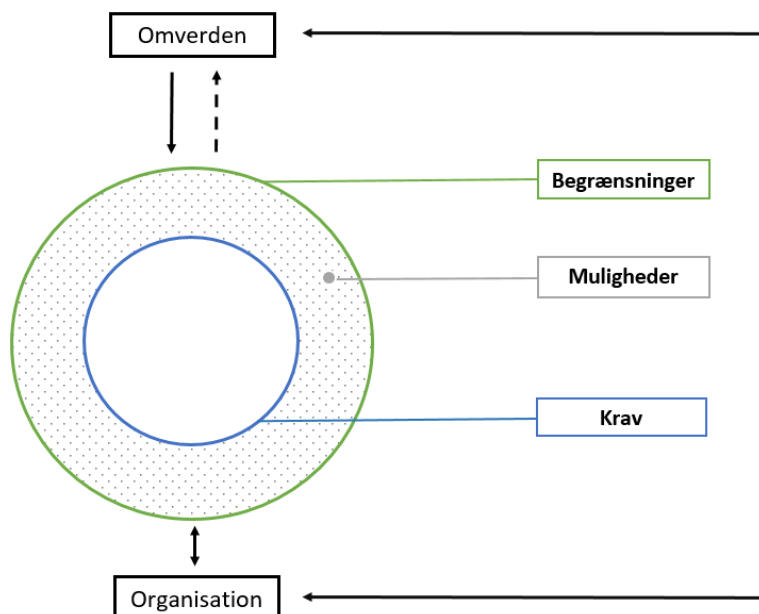 Omverden
Begrænsninger
Muligheder
Krav
Organisation